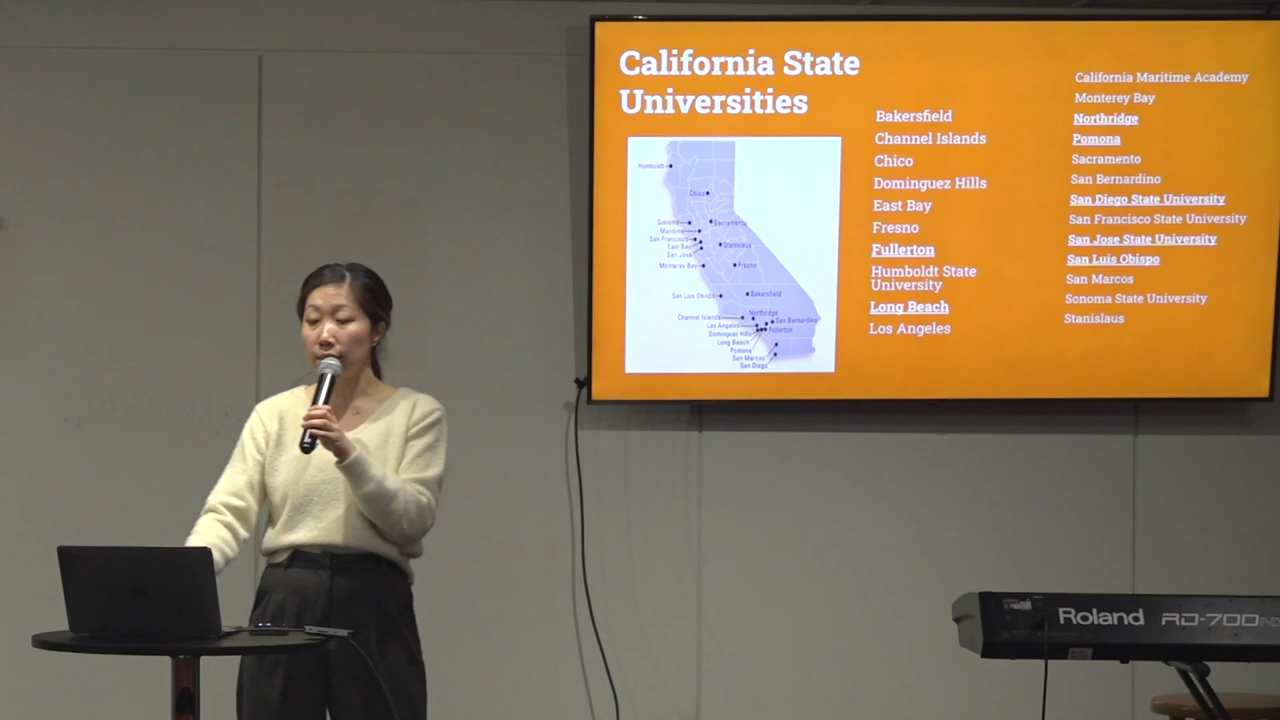 California State
Universities
Humboldt
Chico
Sonoma
Sacramento
Maritime
San Francisco
East Bay
Stanislaus
San Jose
Monterey Bay
Fresno
San Luis Obispo
Bakersfield
Channel Islands
Northridge
Los Angeles
San Bernardino
Dominguez Hills
Fullerton
Long Beach
Pomona
San Marcos
San Diego
Bakersfield
Channel Islands
Chico
Dominguez Hills
East Bay
Fresno
Fullerton
Humboldt State
University
Long Beach
Los Angeles
California Maritime Academy
Monterey Bay
Northridge
Pomona
Sacramento
San Bernardino
San Diego State University
San Francisco State University
San Jose State University
San Luis Obispo
San Marcos
Sonoma State University
Stanislaus
Roland RD-700NX